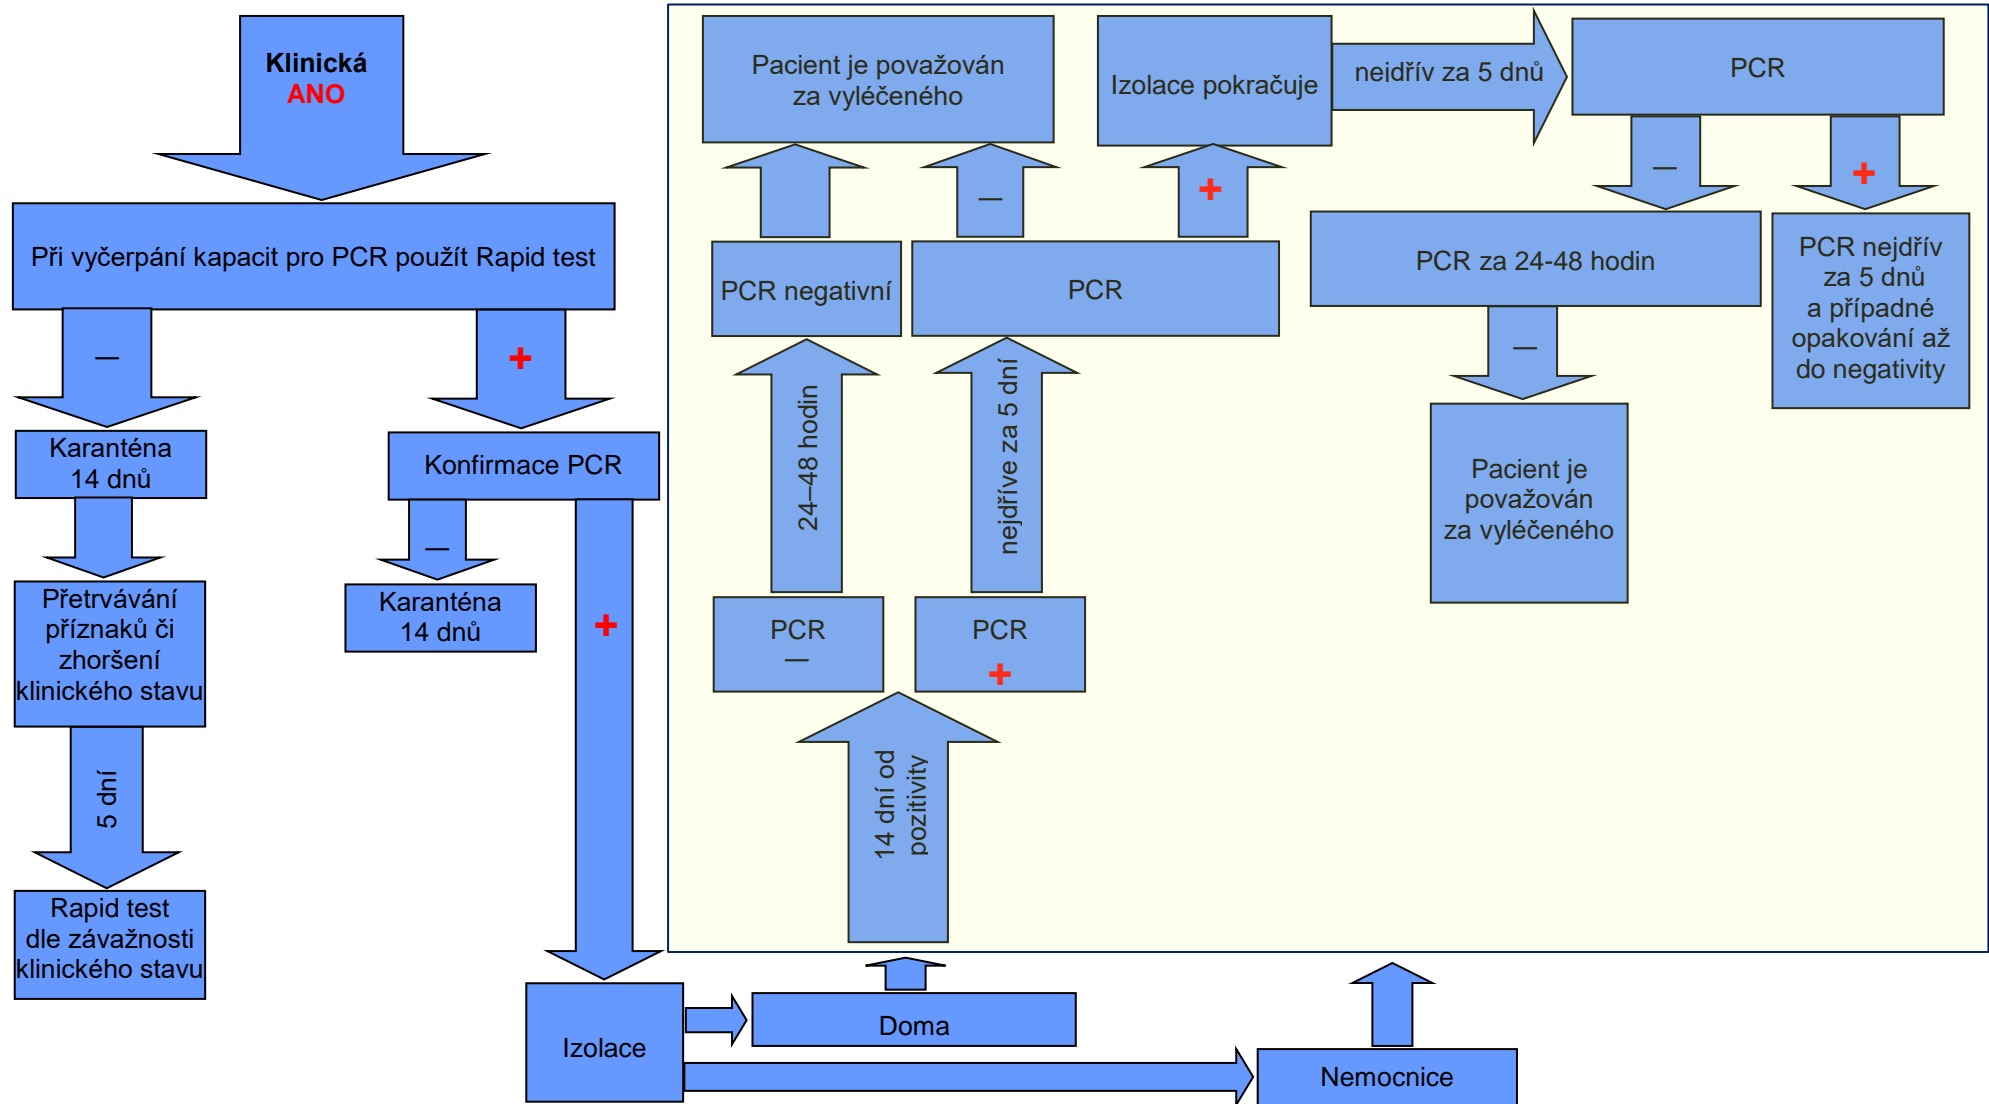 Klinická
ANO
Při vyčerpání kapacit pro PCR použít Rapid test
—
+
Karanténa
14 dnů
Konfirmace PCR
—
+
Karanténa
14 dnů
Přetrvávání
příznaků či
zhoršení
klinického stavu
5 dní
Rapid test
dle závažnosti
klinického stavu
Izolace
Doma
Nemocnice
14 dní od
pozitivity
PCR
—
PCR
+
24–48 hodin
nejdříve za 5 dní
PCR negativní
PCR
—
+
Pacient je považován
za vyléčeného
Izolace pokračuje
nejdřív za 5 dnů
PCR
—
+
PCR za 24-48 hodin
PCR nejdřív
za 5 dnů
a případné
opakování až
do negativity
—
Pacient je
považován
za vyléčeného